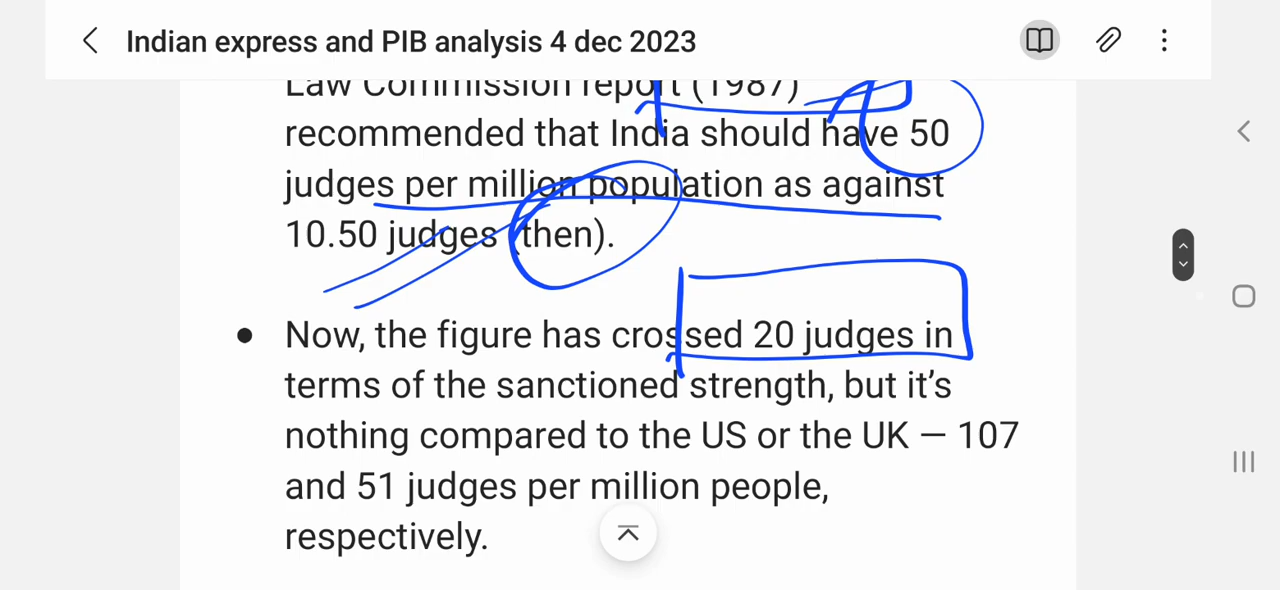 Indian express and PIB analysis 4 dec 2023
Law Commission report (1987)
recommended that India should have 50
judges per million population as against
10.50 judges (then).
● Now, the figure has crossed 20 judges in
terms of the sanctioned strength, but it’s
nothing compared to the US or the UK — 107
and 51 judges per million people,
respectively.